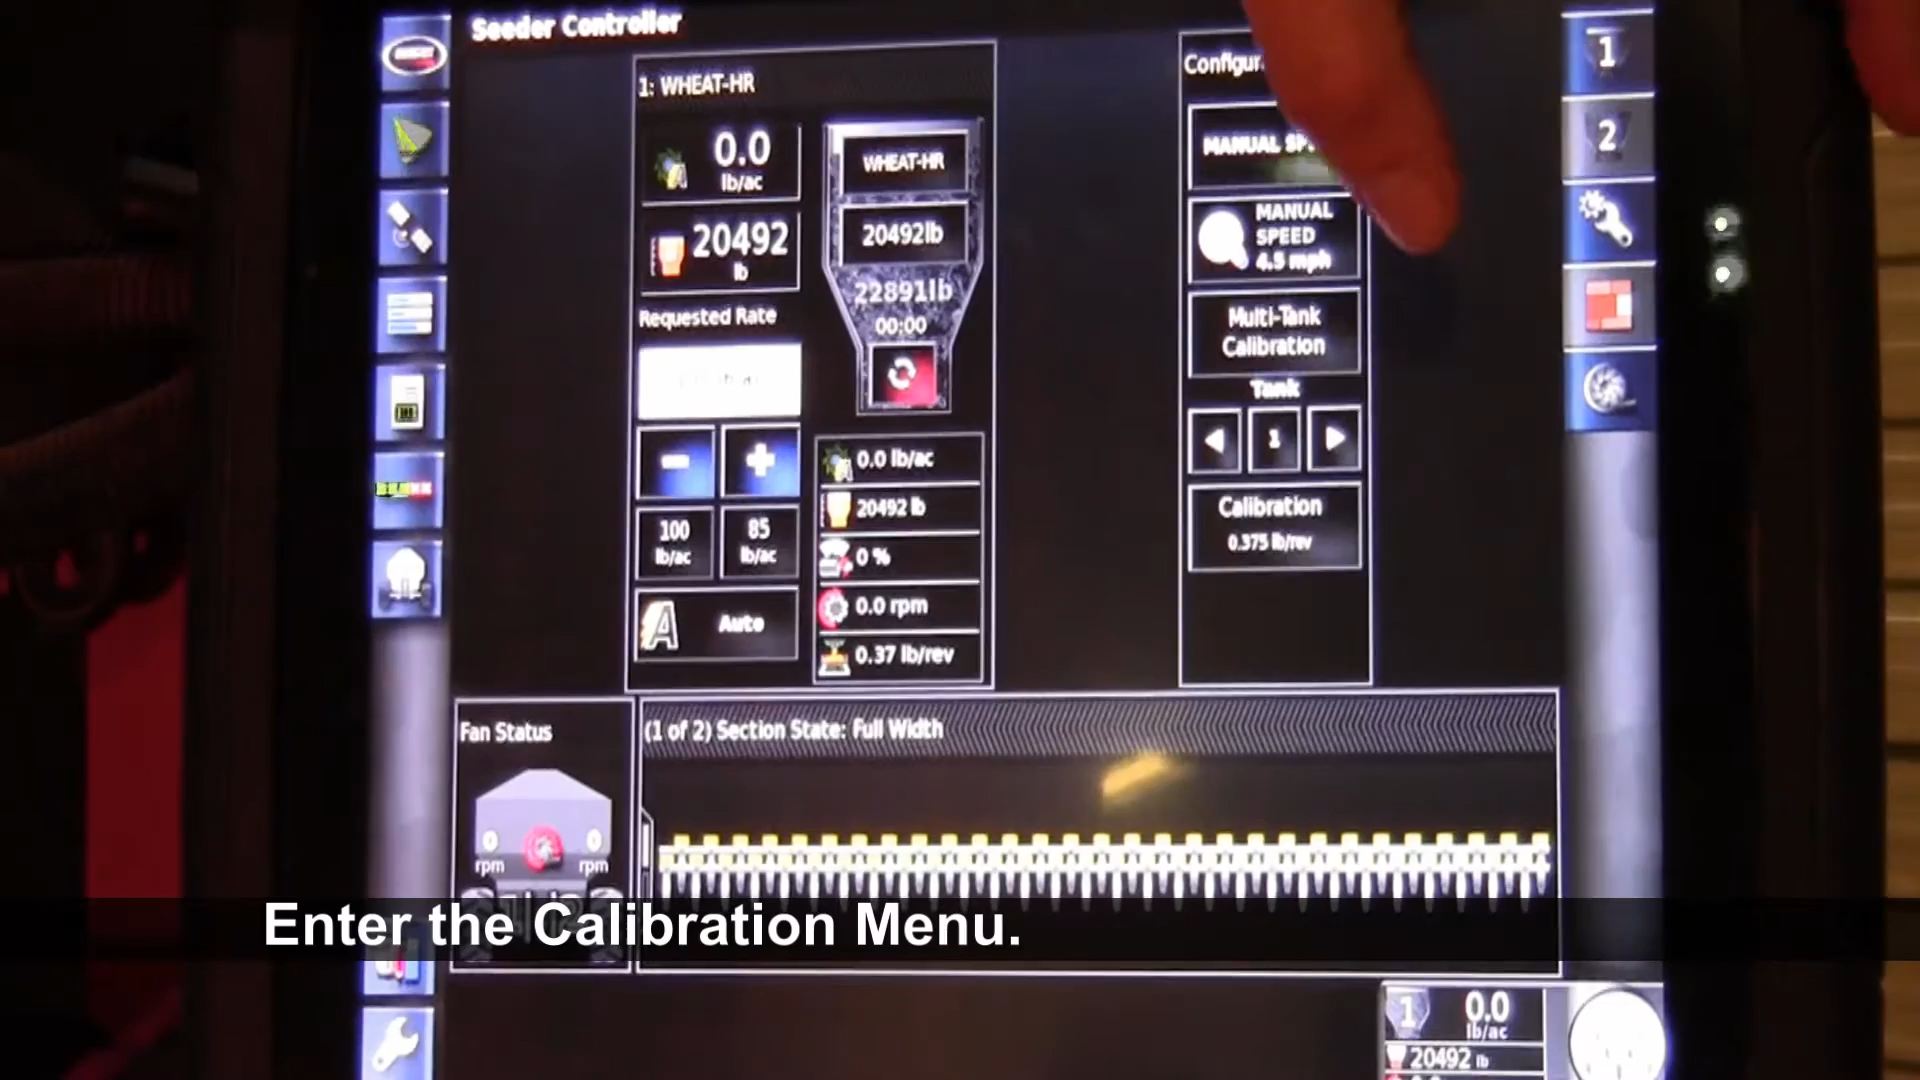 Seeder Controller
1: WHEAT-HR
0.0
lb/ac
20492
lb
Requested Rate
100
lb/ac
85
lb/ac
Auto
WHEAT-HR
20492lb
22891lb
00:00
0.0 lb/ac
20492 lb
0 %
0.0 rpm
0.37 lb/rev
MANUAL
MANUAL
SPEED
4.5 mph
Multi-Tank
Calibration
Tank
1
Calibration
0.375 lb/rev
1
2
Fan Status
0
rpm
0
rpm
(1 of 2) Section State: Full Width
Enter the Calibration Menu.
1
0.0
lb/ac
20492 lb